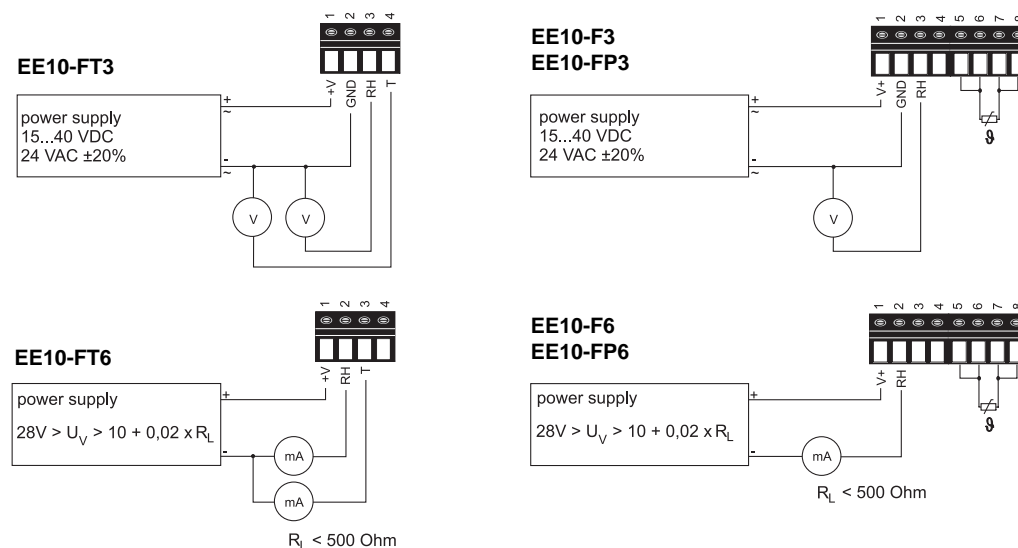 EE10-FT3
1 2 3 4
+V GND RH T
power supply
15...40 VDC
24 VAC ±20%
+
~
-
~
V V
EE10-F3
EE10-FP3
1 2 3 4 5 6 7 8
V+ GND RH
ϑ
power supply
15...40 VDC
24 VAC ±20%
+
~
-
~
V
EE10-FT6
1 2 3 4
+V RH T
power supply
28V > U_V > 10 + 0,02 x R_L
+
-
mA
mA
R_L < 500 Ohm
EE10-F6
EE10-FP6
1 2 3 4 5 6 7 8
V+ RH
ϑ
power supply
28V > U_V > 10 + 0,02 x R_L
+
-
mA
R_L < 500 Ohm